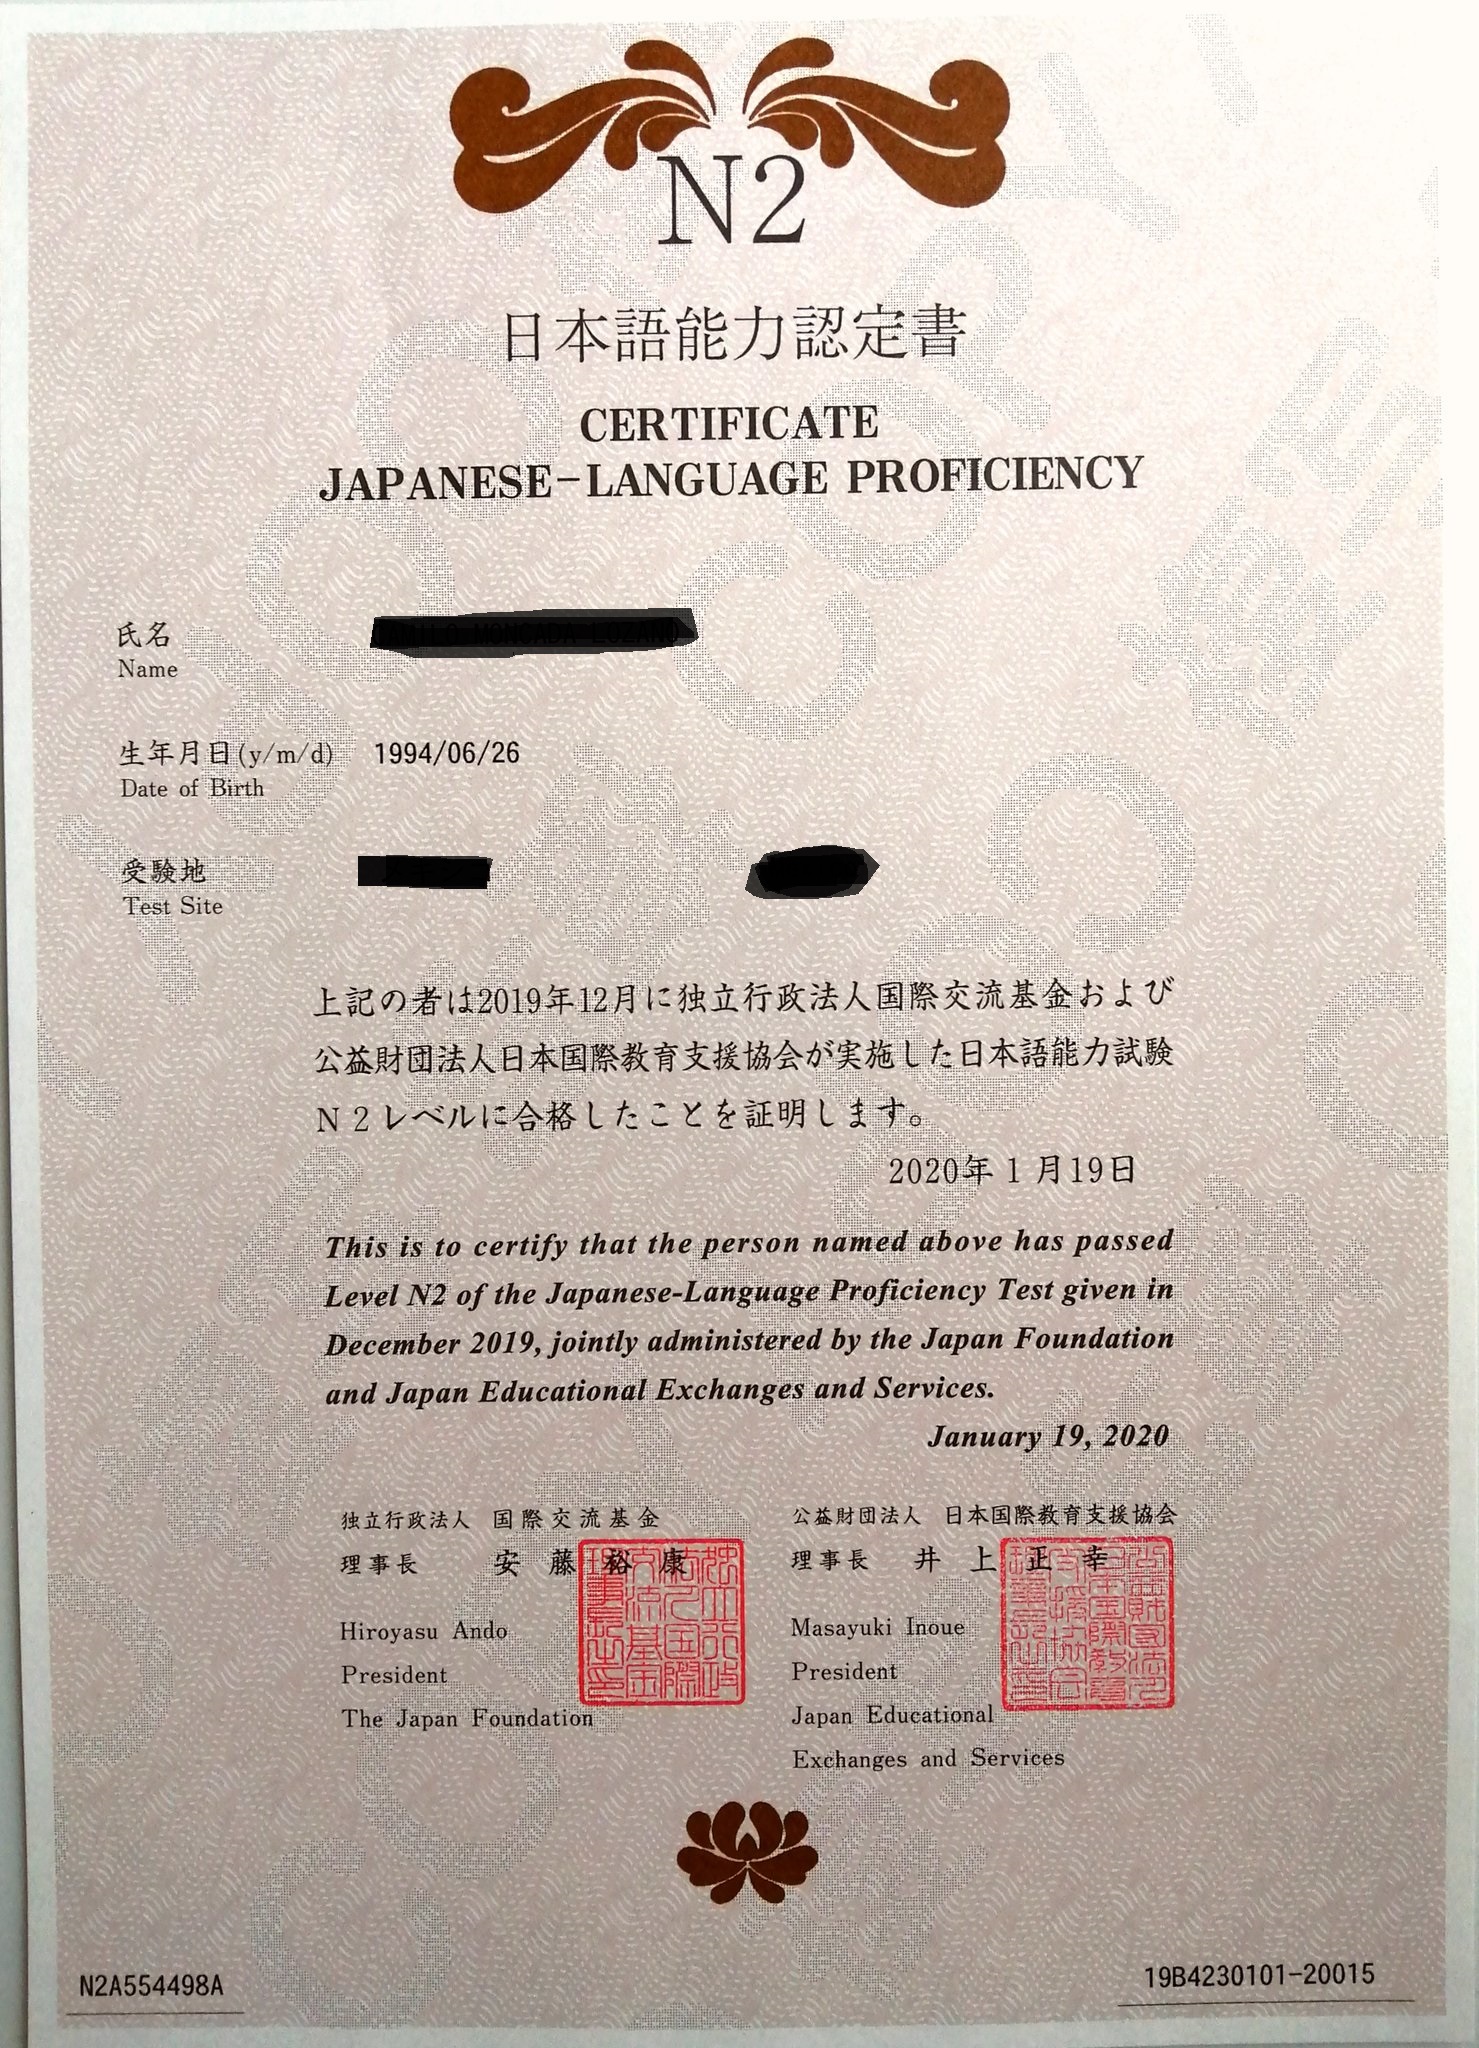 N2
日本語能力認定書
CERTIFICATE
JAPANESE-LANGUAGE PROFICIENCY
氏名
Name
生年月日(y/m/d) 1994/06/26
Date of Birth
受験地
Test Site
上記の者は2019年12月に独立行政法人国際交流基金および
公益財団法人日本国際教育支援協会が実施した日本語能力試験
N2レベルに合格したことを証明します。
2020年1月19日
This is to certify that the person named above has passed
Level N2 of the Japanese-Language Proficiency Test given in
December 2019, jointly administered by the Japan Foundation
and Japan Educational Exchanges and Services.
January 19, 2020
独立行政法人 国際交流基金
理事長 安藤裕康
Hiroyasu Ando
President
The Japan Foundation
公益財団法人 日本国際教育支援協会
理事長 井上正幸
Masayuki Inoue
President
Japan Educational
Exchanges and Services
N2A554498A
19B4230101-20015